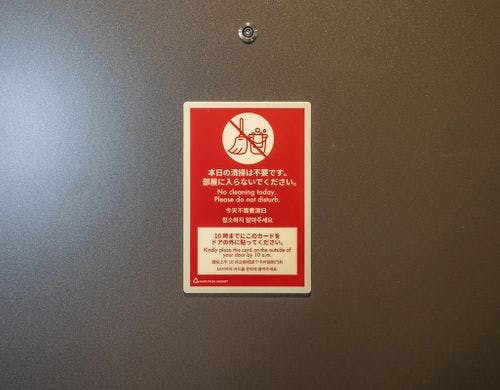 本日の清掃は不要です。
部屋に入らないでください。
No cleaning today.
Please do not disturb.
今天不需要清扫
청소하지 말아주세요
10時までにこのカードを
ドアの外に貼ってください。
Kindly place this card on the outside of
your door by 10 a.m.